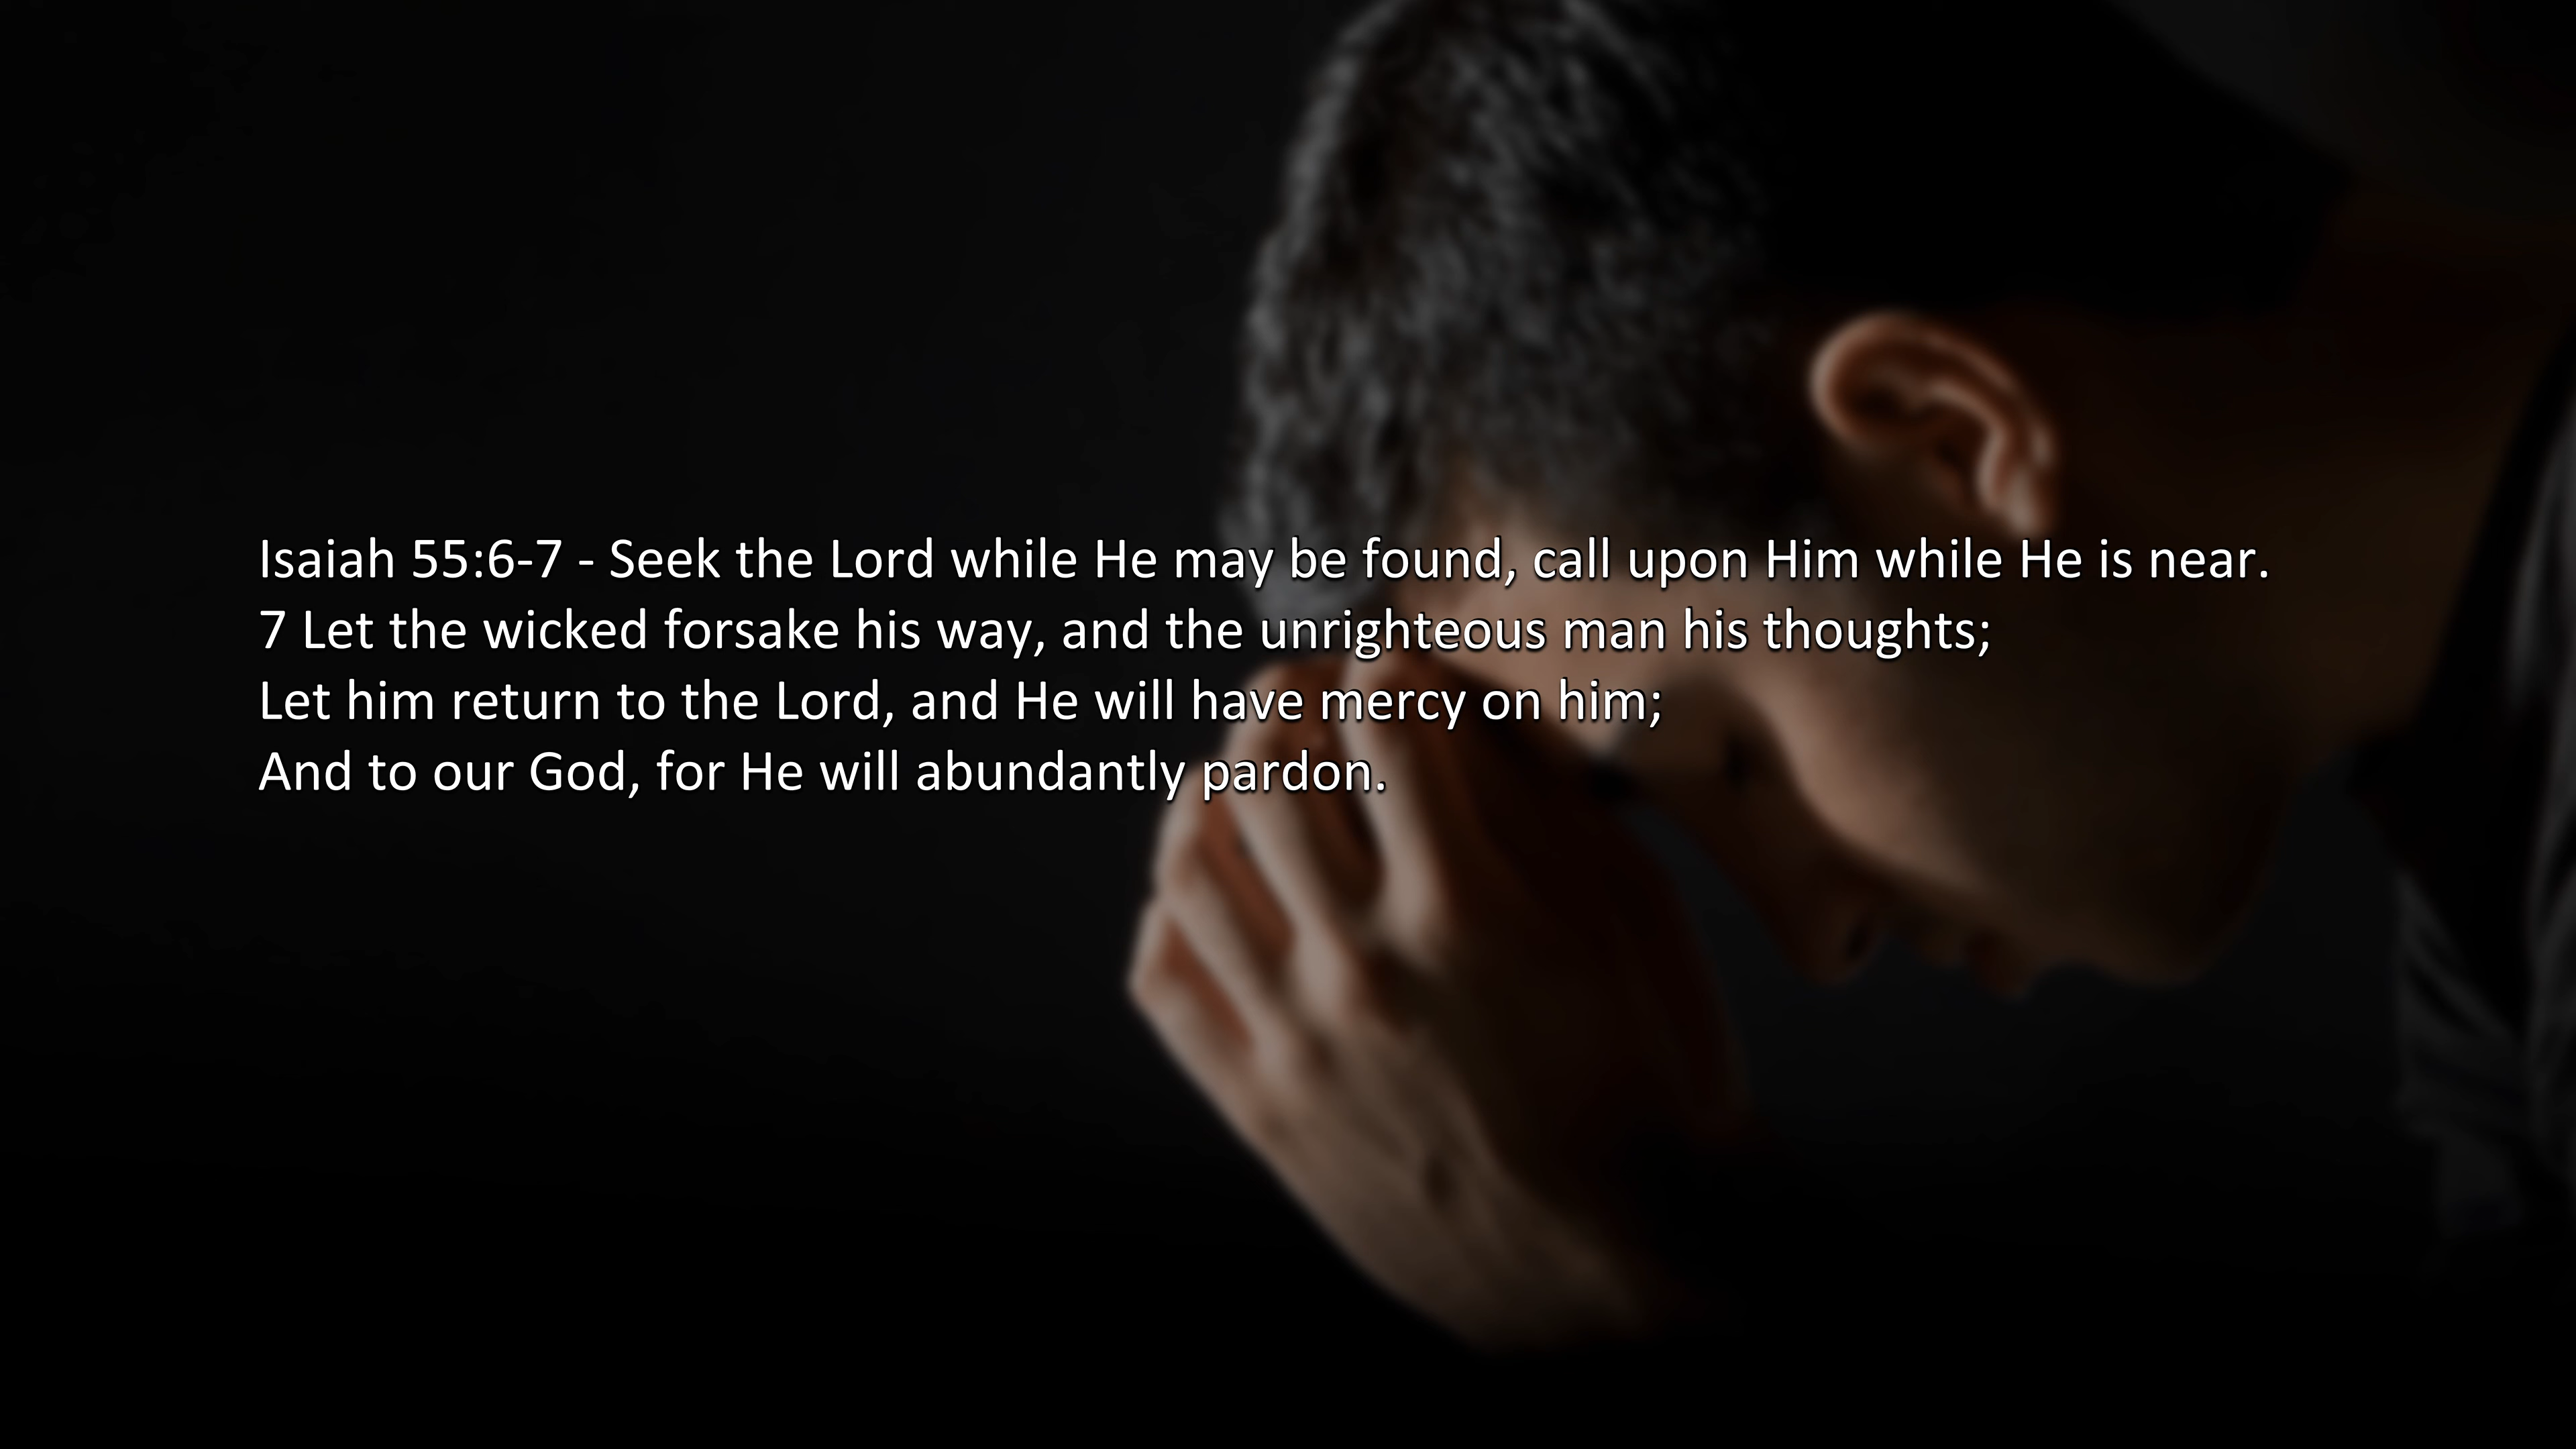 Isaiah 55:6-7 - Seek the Lord while He may be found, call upon Him while He is near.
7 Let the wicked forsake his way, and the unrighteous man his thoughts;
Let him return to the Lord, and He will have mercy on him;
And to our God, for He will abundantly pardon.